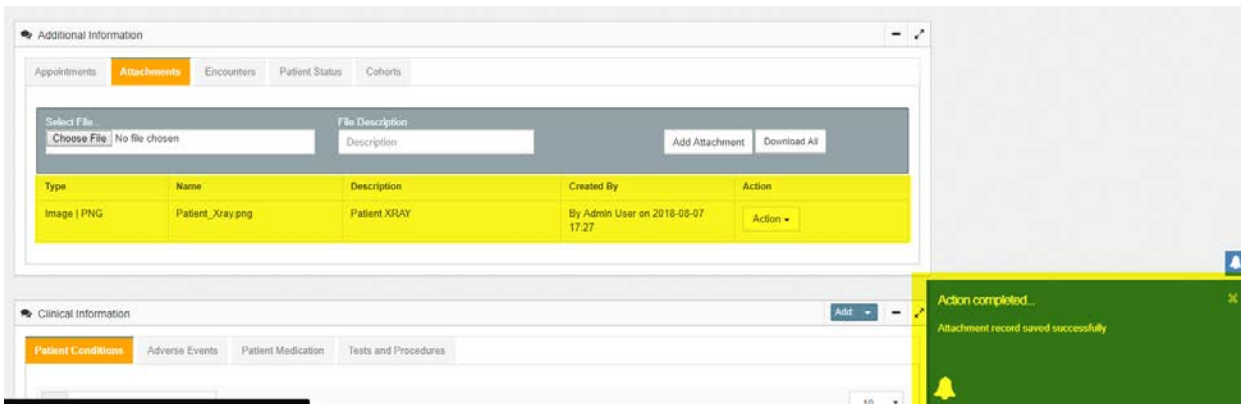 Additional Information
Appointments Attachments Encounters Patient Status Cohorts
Select File... File Description
Choose File No file chosen Description Add Attachment Download All
Type Name Description Created By Action
Image | PNG Patient_Xray.png Patient XRAY By Admin User on 2018-08-07 Action
17:27
Action completed...
Clinical Information Add
Attachment record saved successfully
Patient Conditions Adverse Events Patient Medication Tests and Procedures
10